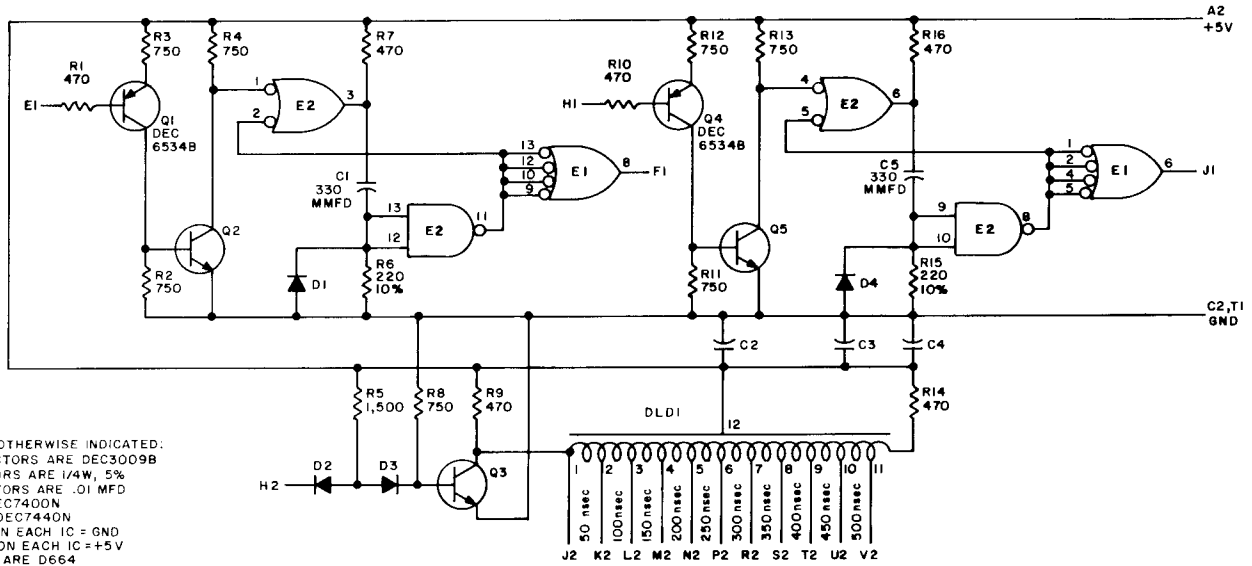 A2
+5V
R3
750
R4
750
R7
470
R12
750
R13
750
R16
470
R1
470
E1
Q1
DEC
6534B
1
2
E2
3
R10
470
H1
Q4
DEC
6534B
4
5
E2
6
C1
330
MMFD
13
12
10
9
E1
8
F1
C5
330
MMFD
1
2
4
5
E1
6
J1
Q2
13
12
E2
11
Q5
9
10
E2
8
R2
750
D1
R6
220
10%
R11
750
D4
R15
220
10%
C2,T1
GND
C2
C3
C4
R5
1,500
R8
750
R9
470
DLD1
12
R14
470
H2
D2
D3
Q3
1 2 3 4 5 6 7 8 9 10 11
50 nsec
100 nsec
150 nsec
200 nsec
250 nsec
300 nsec
350 nsec
400 nsec
450 nsec
500 nsec
J2 K2 L2 M2 N2 P2 R2 S2 T2 U2 V2
OTHERWISE INDICATED:
CTORS ARE DEC3009B
ORS ARE 1/4W, 5%
TORS ARE .01 MFD
EC7400N
DEC7440N
N EACH IC = GND
ON EACH IC = +5V
ARE D664